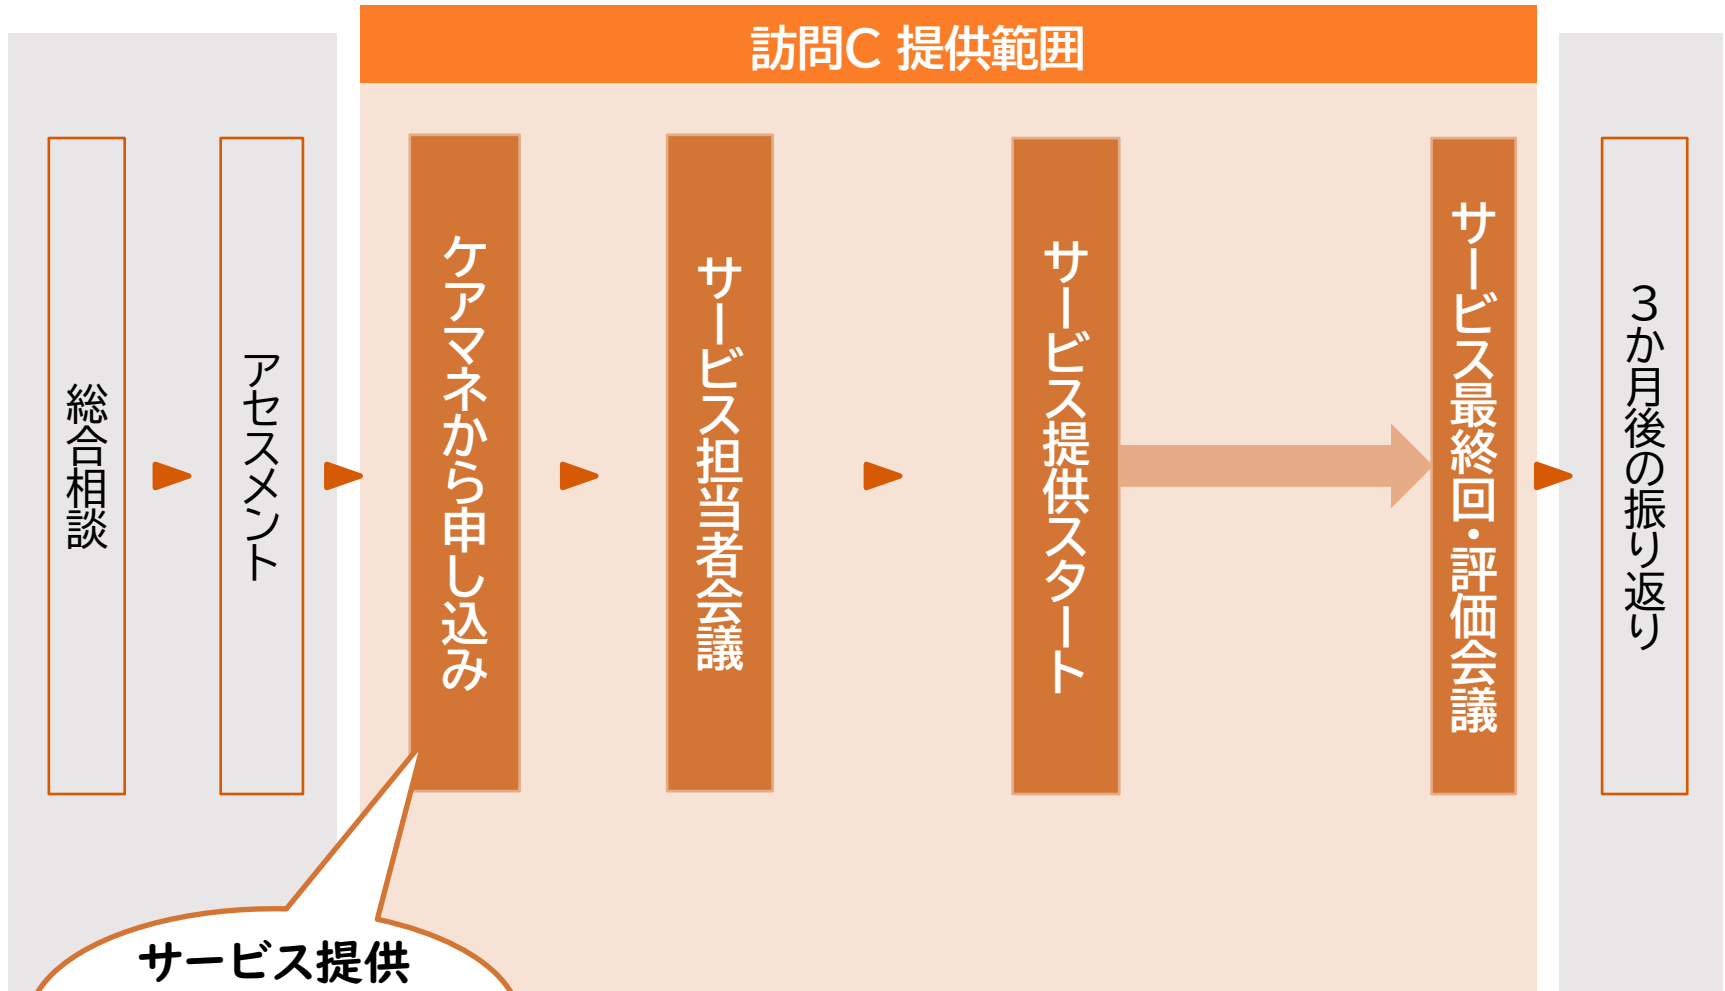 訪問C 提供範囲
総合相談
アセスメント
ケアマネから申し込み
サービス担当者会議
サービス提供スタート
サービス最終回・評価会議
３か月後の振り返り
サービス提供